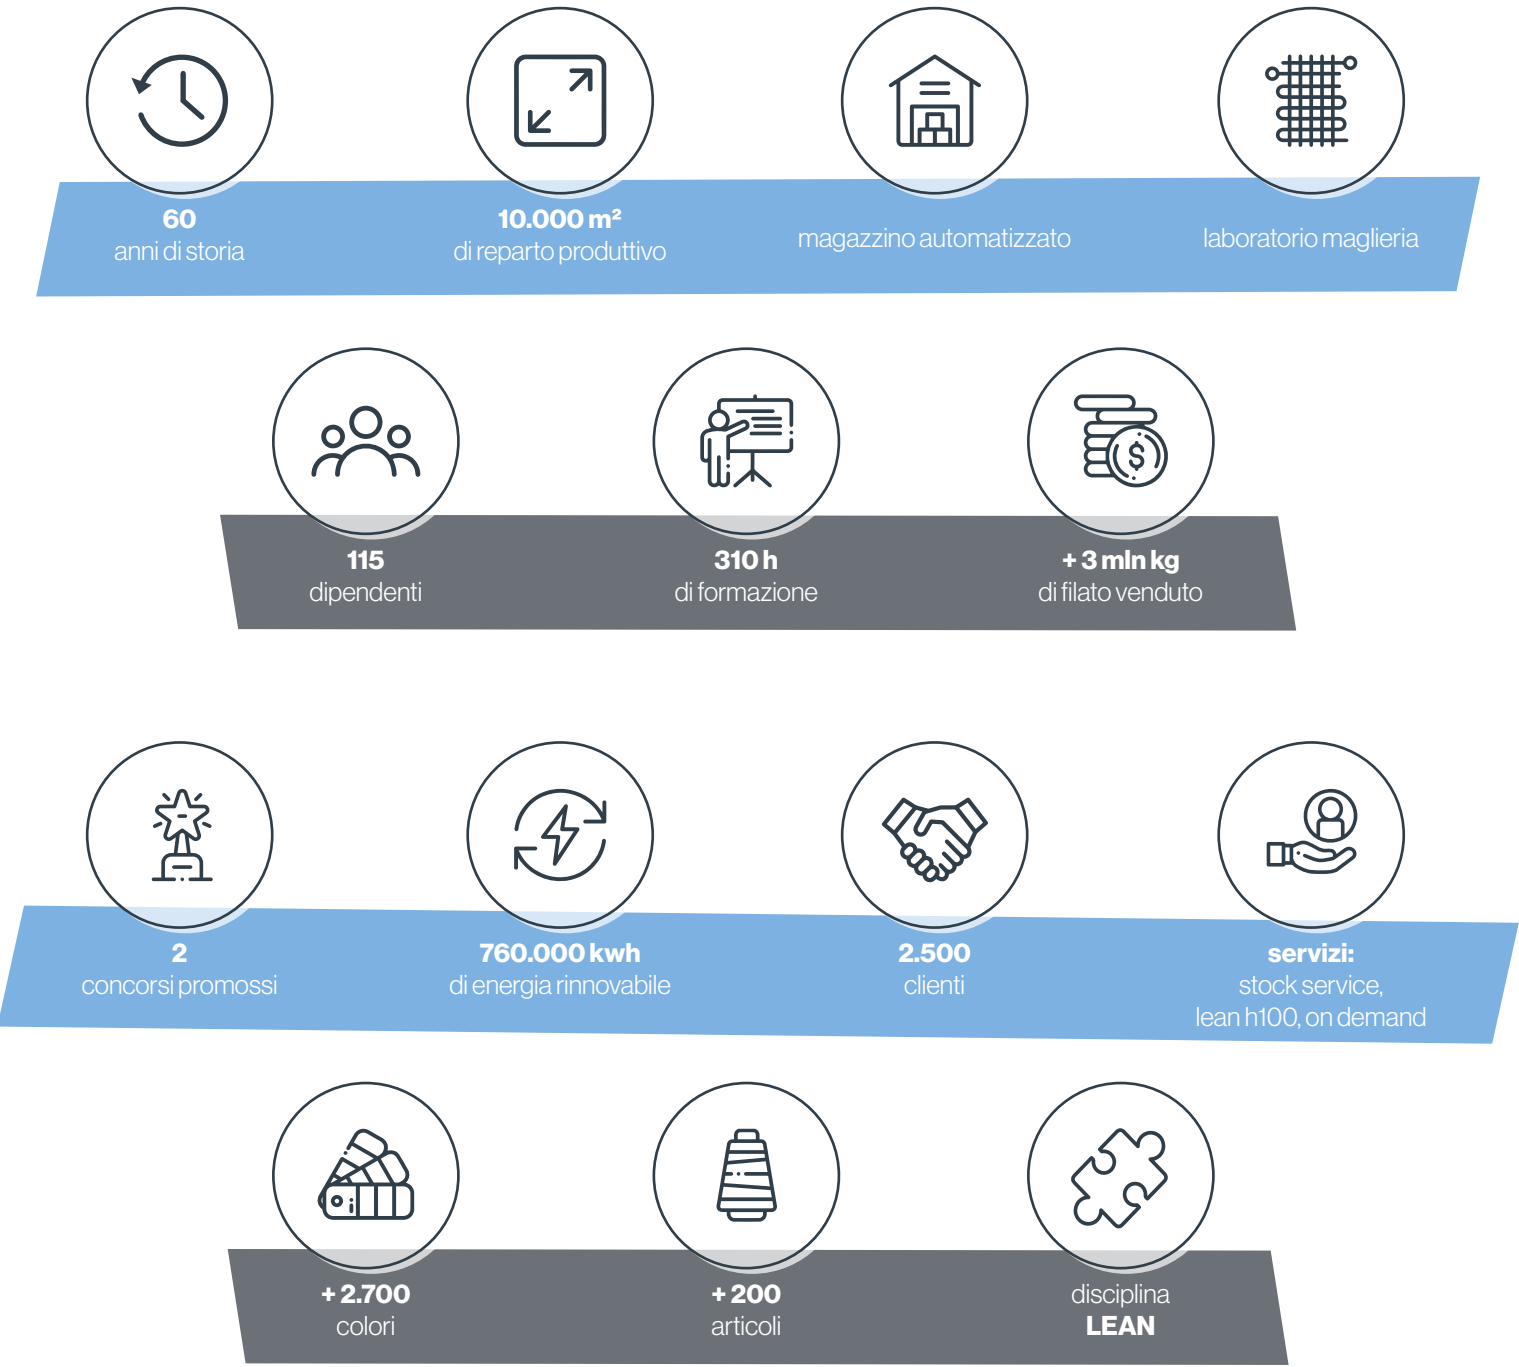 60
anni di storia
10.000 m²
di reparto produttivo
magazzino automatizzato
laboratorio maglieria
115
dipendenti
310 h
di formazione
+ 3 mln kg
di filato venduto
2
concorsi promossi
760.000 kwh
di energia rinnovabile
2.500
clienti
servizi:
stock service,
lean h100, on demand
+ 2.700
colori
+ 200
articoli
disciplina
LEAN